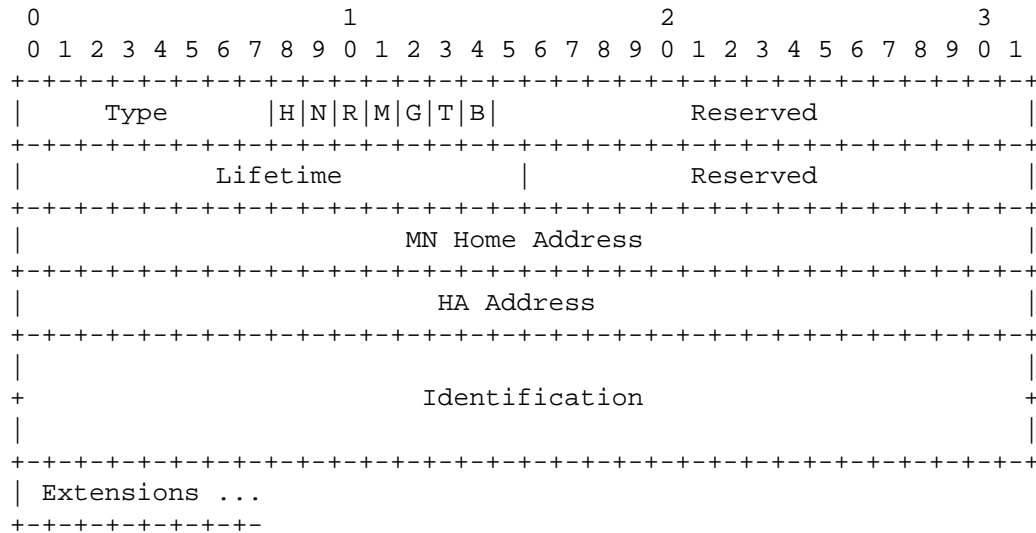 0                   1                   2                   3
 0 1 2 3 4 5 6 7 8 9 0 1 2 3 4 5 6 7 8 9 0 1 2 3 4 5 6 7 8 9 0 1
+-+-+-+-+-+-+-+-+-+-+-+-+-+-+-+-+-+-+-+-+-+-+-+-+-+-+-+-+-+-+-+-+
|     Type      |H|N|R|M|G|T|B|            Reserved             |
+-+-+-+-+-+-+-+-+-+-+-+-+-+-+-+-+-+-+-+-+-+-+-+-+-+-+-+-+-+-+-+-+
|            Lifetime           |          Reserved             |
+-+-+-+-+-+-+-+-+-+-+-+-+-+-+-+-+-+-+-+-+-+-+-+-+-+-+-+-+-+-+-+-+
|                        MN Home Address                        |
+-+-+-+-+-+-+-+-+-+-+-+-+-+-+-+-+-+-+-+-+-+-+-+-+-+-+-+-+-+-+-+-+
|                          HA Address                           |
+-+-+-+-+-+-+-+-+-+-+-+-+-+-+-+-+-+-+-+-+-+-+-+-+-+-+-+-+-+-+-+-+
|                                                               |
+                         Identification                        +
|                                                               |
+-+-+-+-+-+-+-+-+-+-+-+-+-+-+-+-+-+-+-+-+-+-+-+-+-+-+-+-+-+-+-+-+
| Extensions ...
+-+-+-+-+-+-+-+-